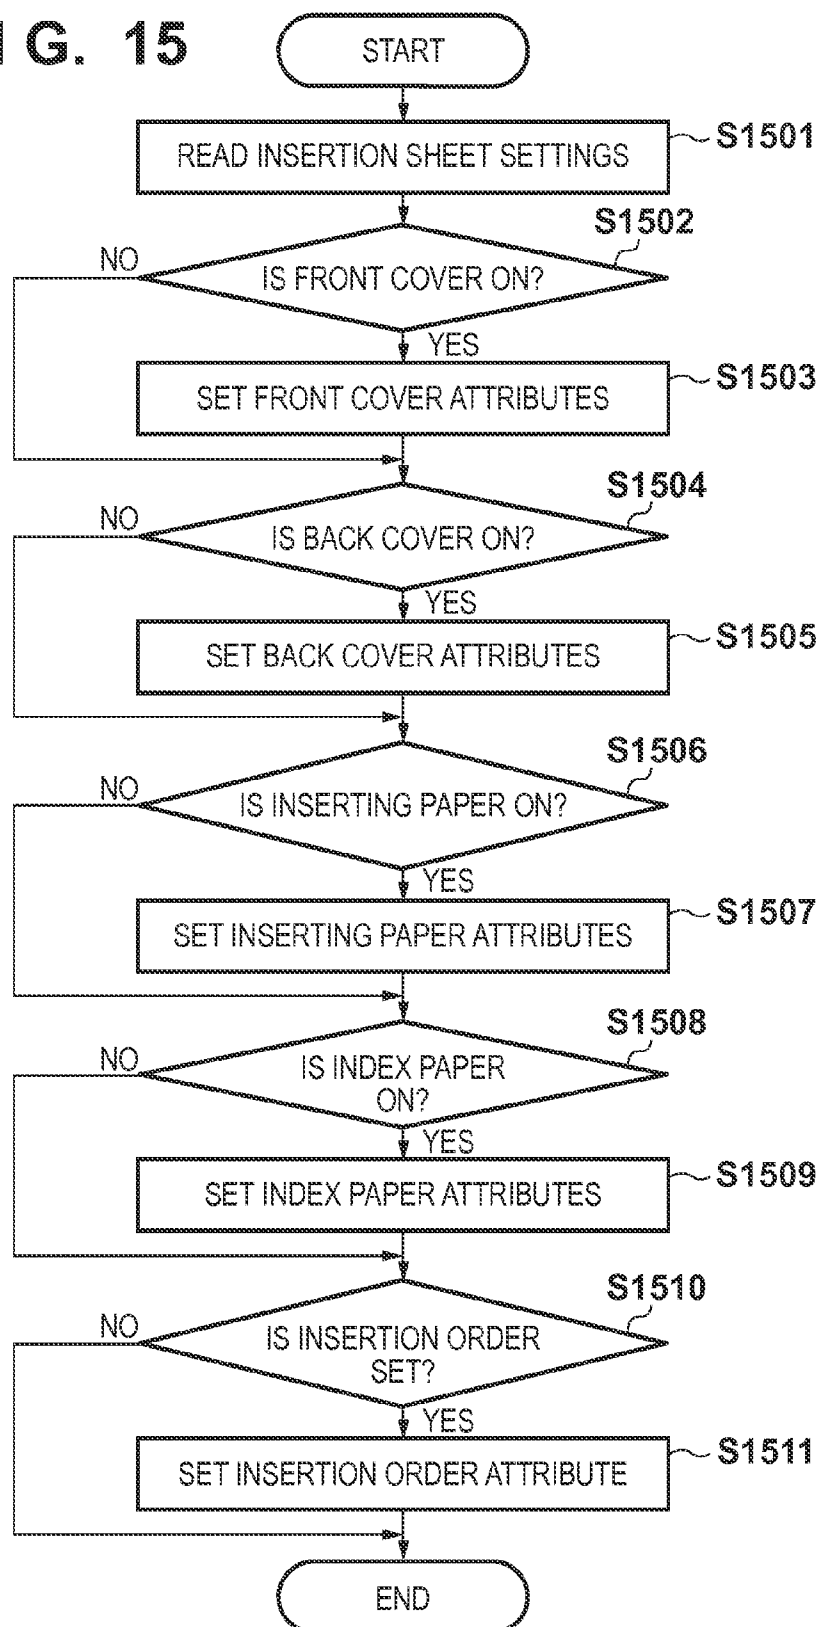 I G. 15
START
READ INSERTION SHEET SETTINGS
S1501
S1502
NO
IS FRONT COVER ON?
YES
SET FRONT COVER ATTRIBUTES
S1503
S1504
NO
IS BACK COVER ON?
YES
SET BACK COVER ATTRIBUTES
S1505
S1506
NO
IS INSERTING PAPER ON?
YES
SET INSERTING PAPER ATTRIBUTES
S1507
S1508
NO
IS INDEX PAPER
ON?
YES
SET INDEX PAPER ATTRIBUTES
S1509
S1510
NO
IS INSERTION ORDER
SET?
YES
SET INSERTION ORDER ATTRIBUTE
S1511
END